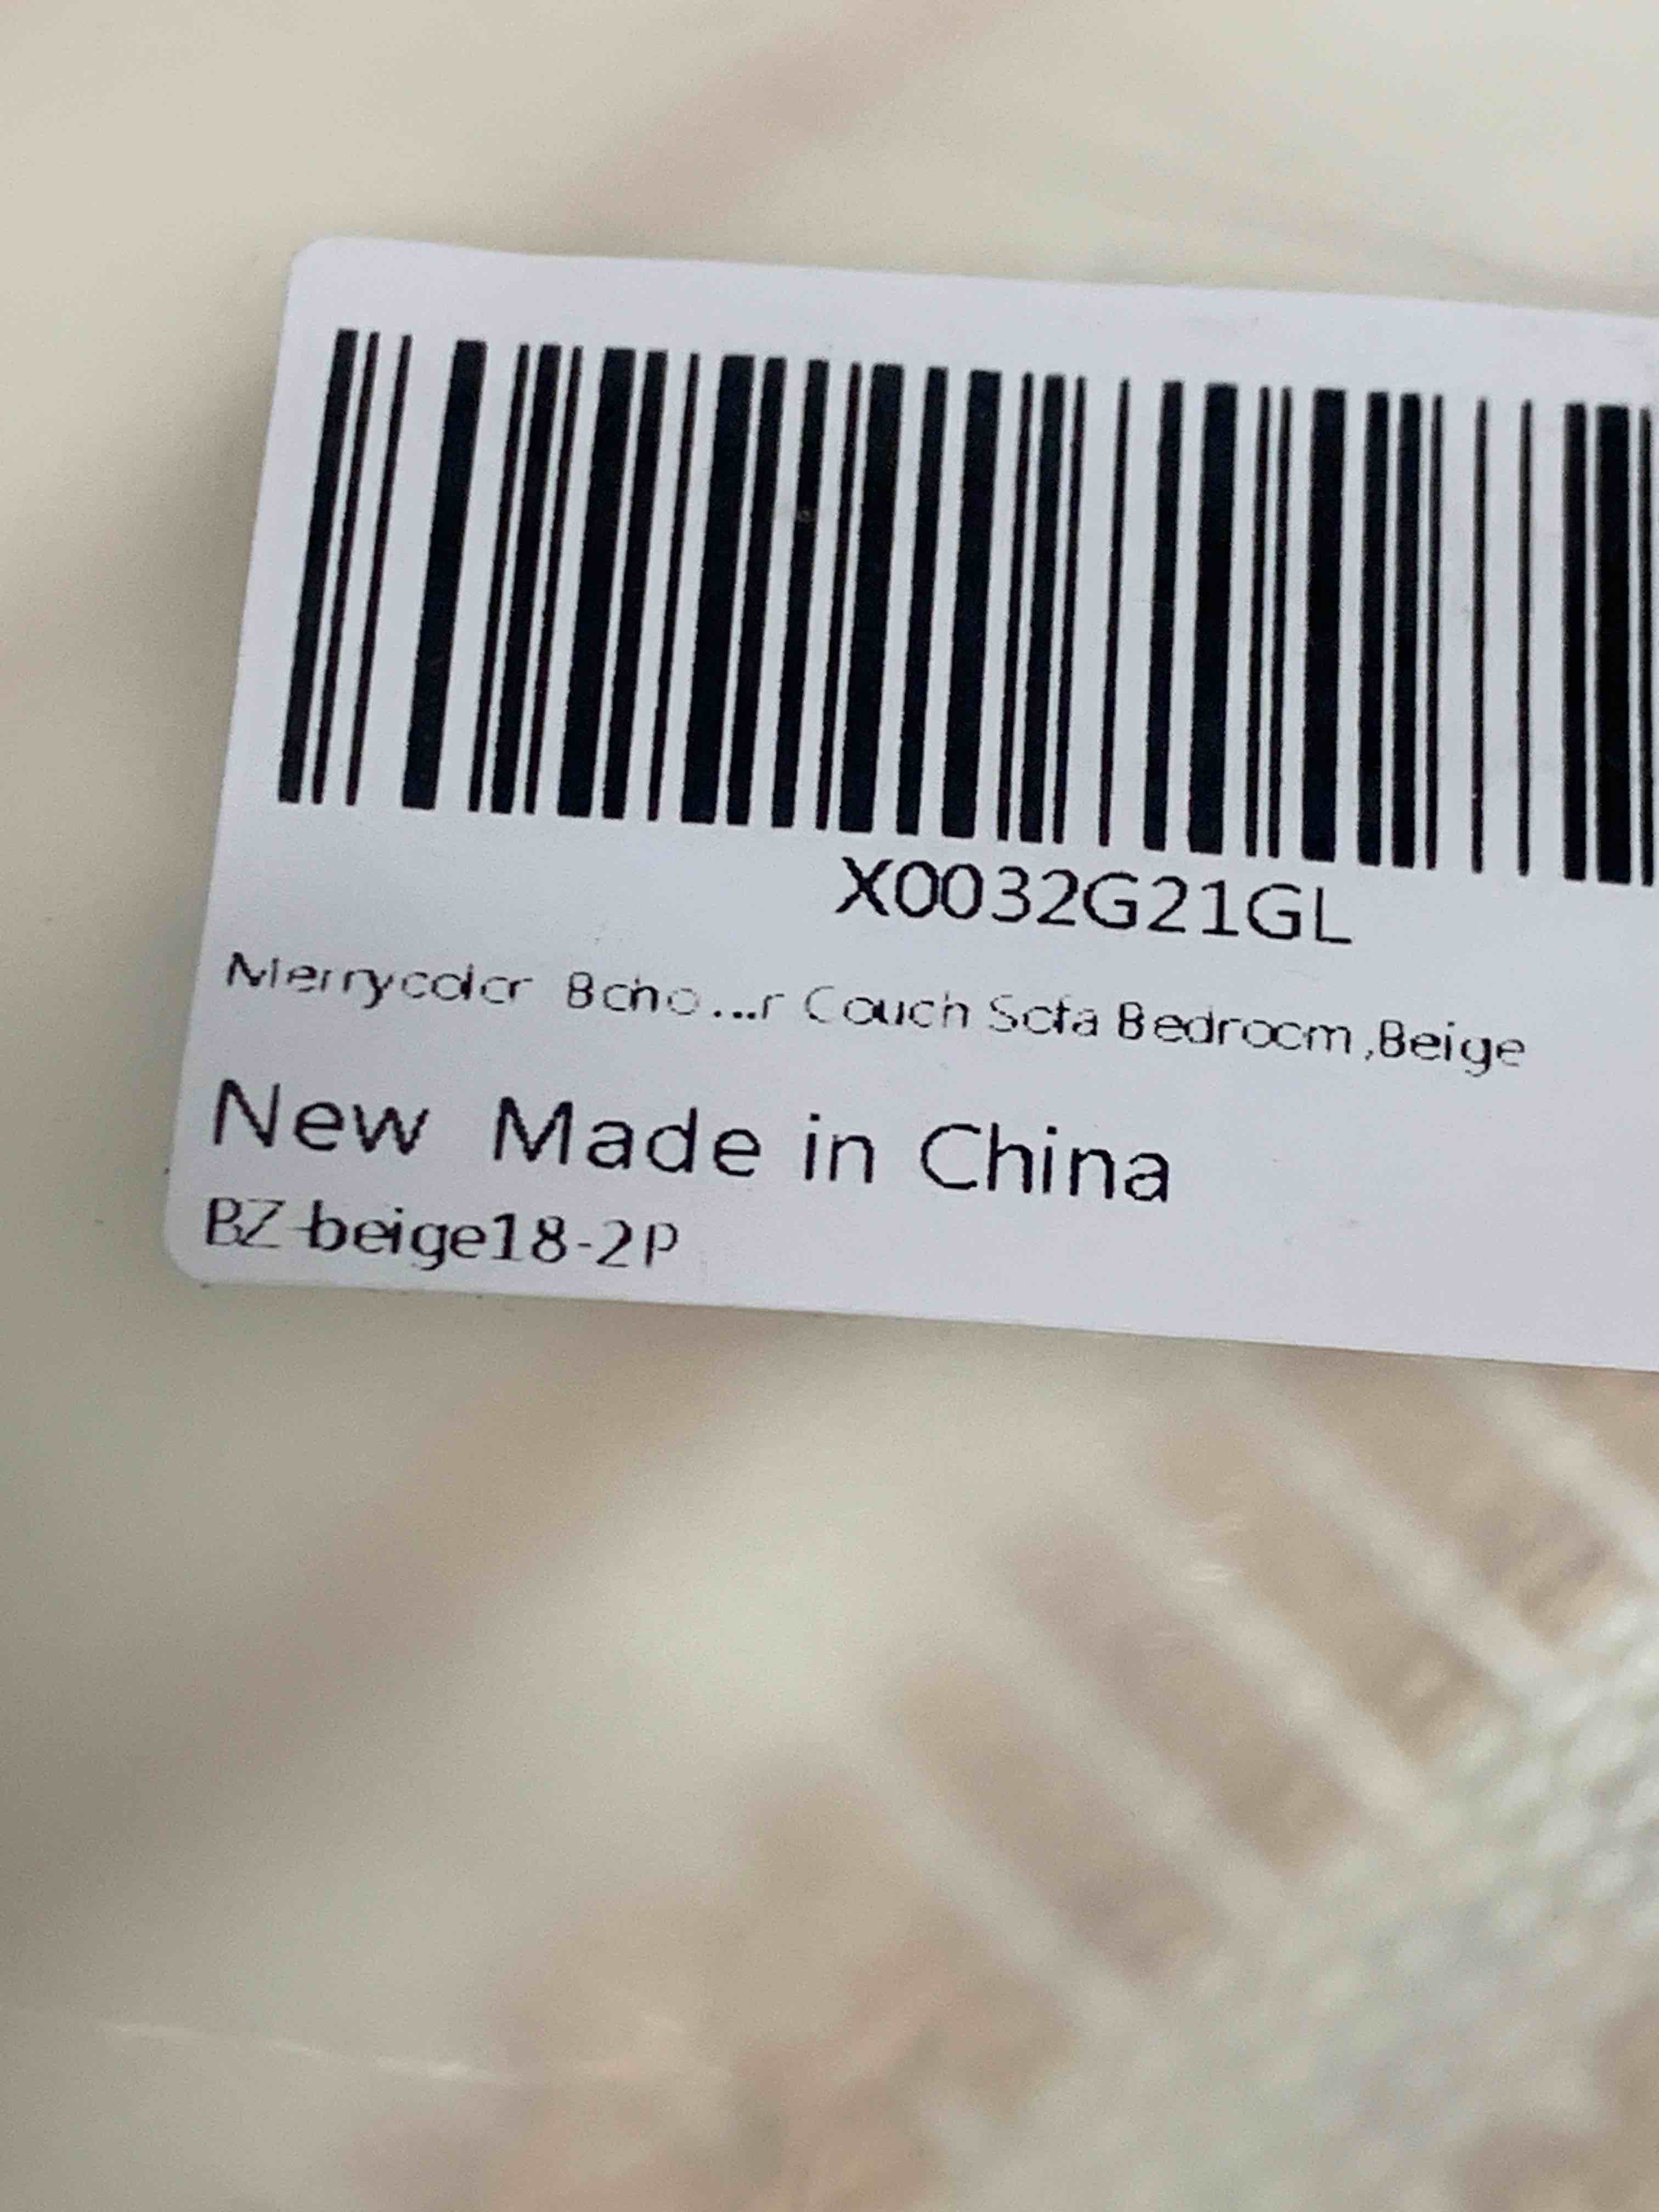 X0032G21GL
Merrycolor Boho...r Couch Sofa Bedroom ,Beige
New Made in China
BZ-beige18-2P